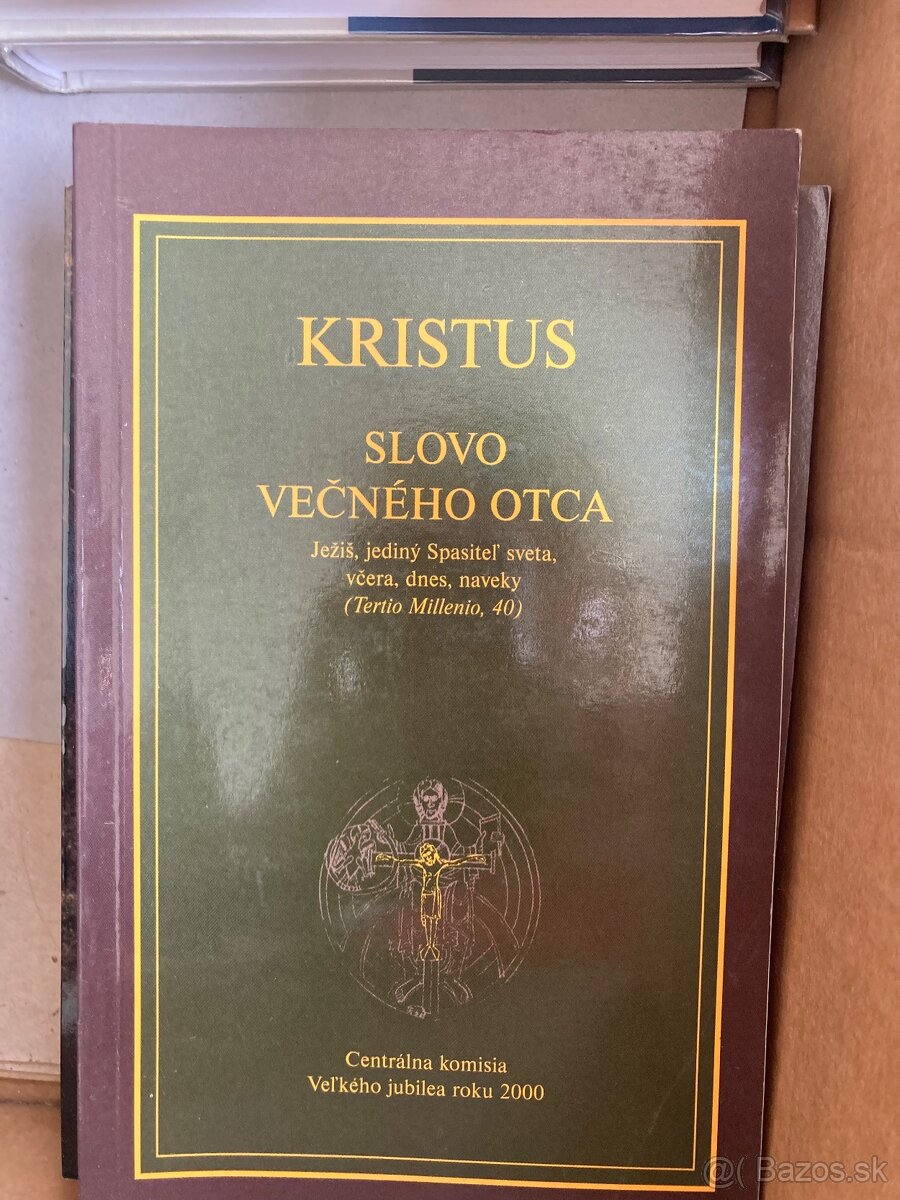 KRISTUS
SLOVO
VEČNÉHO OTCA
Ježiš, jediný Spasiteľ sveta,
včera, dnes, naveky
(Tertio Millenio, 40)
Centrálna komisia
Veľkého jubilea roku 2000
@( Bazos.sk